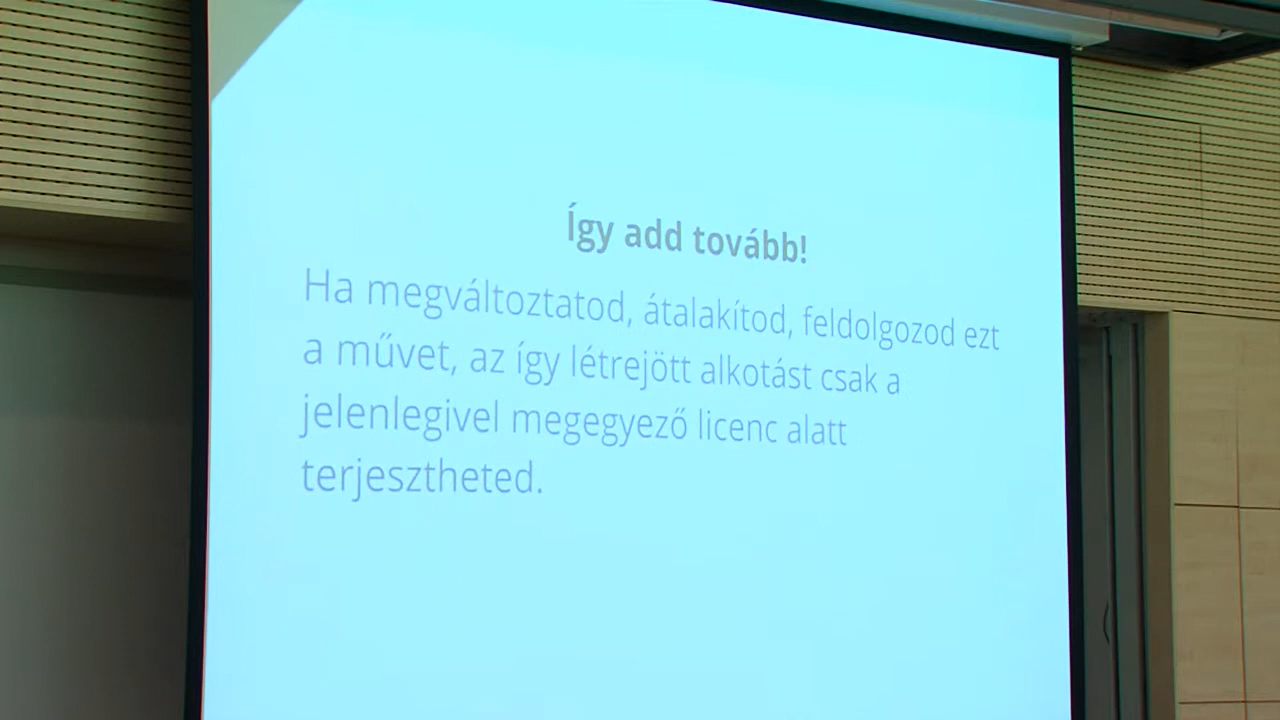 Így add tovább!
Ha megváltoztatod, átalakítod, feldolgozod ezt
a művet, az így létrejött alkotást csak a
jelenlegivel megegyező licenc alatt
terjesztheted.